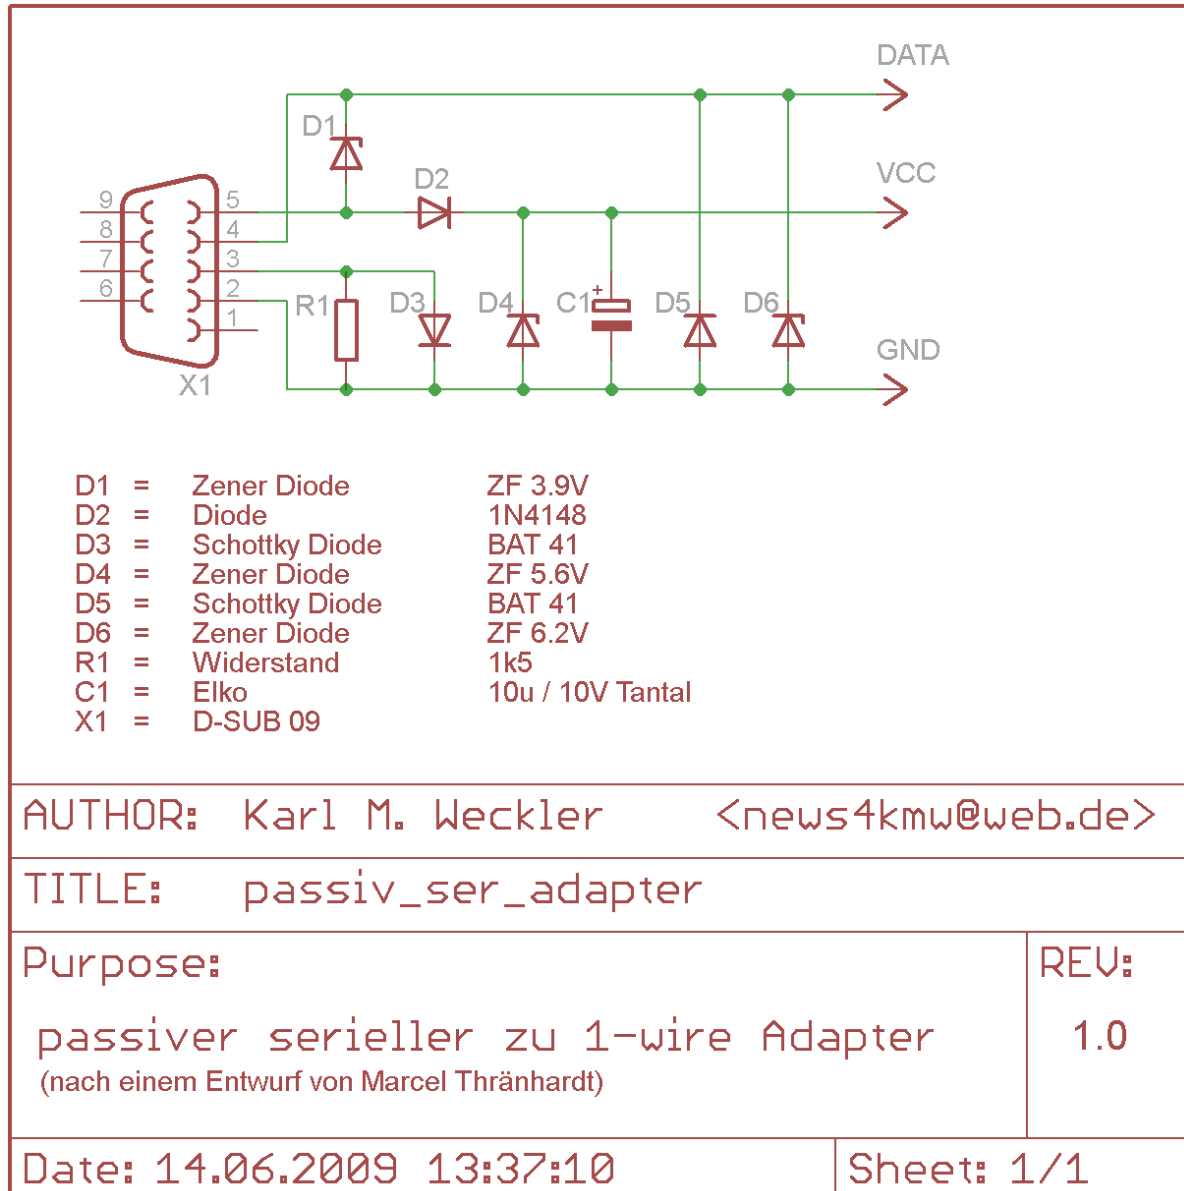 DATA
D1
VCC
D2
9
5
8
4
7
3
6
2
1
R1
D3
D4
C1
+
D5
D6
GND
X1
D1 = Zener Diode ZF 3.9V
D2 = Diode 1N4148
D3 = Schottky Diode BAT 41
D4 = Zener Diode ZF 5.6V
D5 = Schottky Diode BAT 41
D6 = Zener Diode ZF 6.2V
R1 = Widerstand 1k5
C1 = Elko 10u / 10V Tantal
X1 = D-SUB 09
AUTHOR: Karl M. Weckler <news4kmw@web.de>
TITLE: passiv_ser_adapter
Purpose:
REV:
passiver serieller zu 1-wire Adapter
1.0
(nach einem Entwurf von Marcel Thränhardt)
Date: 14.06.2009 13:37:10
Sheet: 1/1